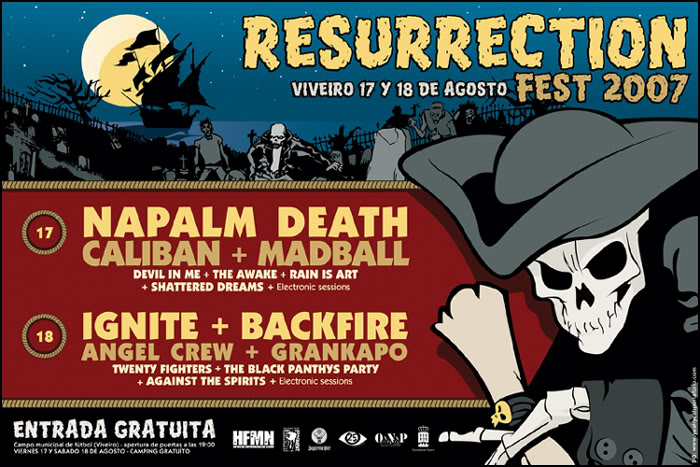 RESURRECTION
VIVEIRO 17 Y 18 DE AGOSTO FEST 2007
17
NAPALM DEATH
CALIBAN + MADBALL
DEVIL IN ME + THE AWAKE + RAIN IS ART
+ SHATTERED DREAMS + Electronic sessions
18
IGNITE + BACKFIRE
ANGEL CREW + GRANKAPO
TWENTY FIGHTERS + THE BLACK PANTHYS PARTY
+ AGAINST THE SPIRITS + Electronic sessions
ENTRADA GRATUITA
Campo municipal de fútbol (Viveiro) - apertura de puertas a las 19:00
VIERNES 17 Y SABADO 18 DE AGOSTO - CAMPING GRATUITO
HFMN